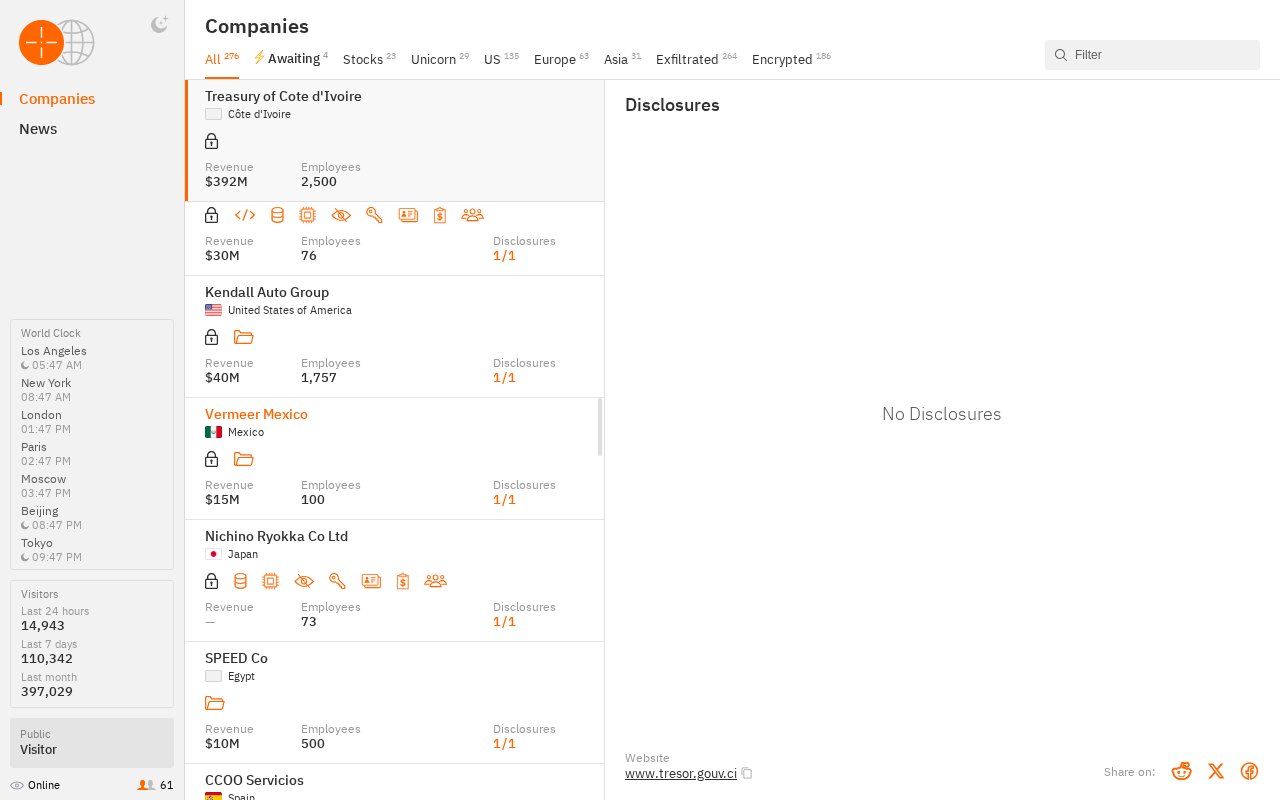 Companies
News
World Clock
Los Angeles
05:47 AM
New York
08:47 AM
London
01:47 PM
Paris
02:47 PM
Moscow
03:47 PM
Beijing
08:47 PM
Tokyo
09:47 PM
Visitors
Last 24 hours
14,943
Last 7 days
110,342
Last month
397,029
Public
Visitor
Online 61
Companies
All 276 Awaiting 4 Stocks 23 Unicorn 29 US 135 Europe 63 Asia 31 Exfiltrated 264 Encrypted 186
Filter
Treasury of Cote d'Ivoire
Côte d'Ivoire
Revenue Employees
$392M 2,500
Revenue Employees Disclosures
$30M 76 1/1
Kendall Auto Group
United States of America
Revenue Employees Disclosures
$40M 1,757 1/1
Vermeer Mexico
Mexico
Revenue Employees Disclosures
$15M 100 1/1
Nichino Ryokka Co Ltd
Japan
Revenue Employees Disclosures
— 73 1/1
SPEED Co
Egypt
Revenue Employees Disclosures
$10M 500 1/1
CCOO Servicios
Spain
Disclosures
No Disclosures
Website
www.tresor.gouv.ci
Share on: